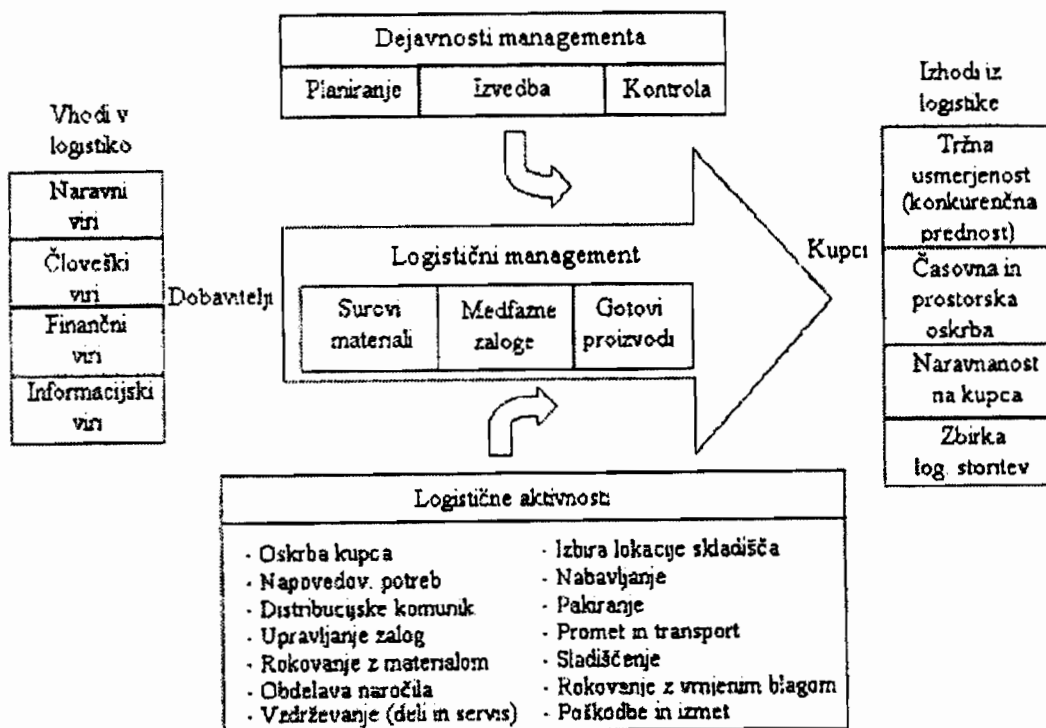 Dejavnosti managementa
Planiranje
Izvedba
Kontrola
Vhodi v
logistiko
Naravni
viri
Človeški
viri
Finančni
viri
Informacijski
viri
Dobavitelji
Logistični management
Surovi
materiali
Medfazne
zaloge
Gotovi
proizvodi
Kupci
Izhodi iz
logistike
Tržna
usmerjenost
(konkurenčna
prednost)
Časovna in
prostorska
oskrba
Naravnanost
na kupca
Zbirka
log. storitev
Logistične aktivnosti
· Oskrba kupca
· Napovedov. potreb
· Distribucijske komunik
· Upravljanje zalog
· Rokovanje z materialom
· Obdelava naročila
· Vzdrževanje (deli in servis)
· Izbira lokacije skladišča
· Nabavljanje
· Pakiranje
· Promet in transport
· Sladiščenje
· Rokovanje z vrnjenim blagom
· Poškodbe in izmet